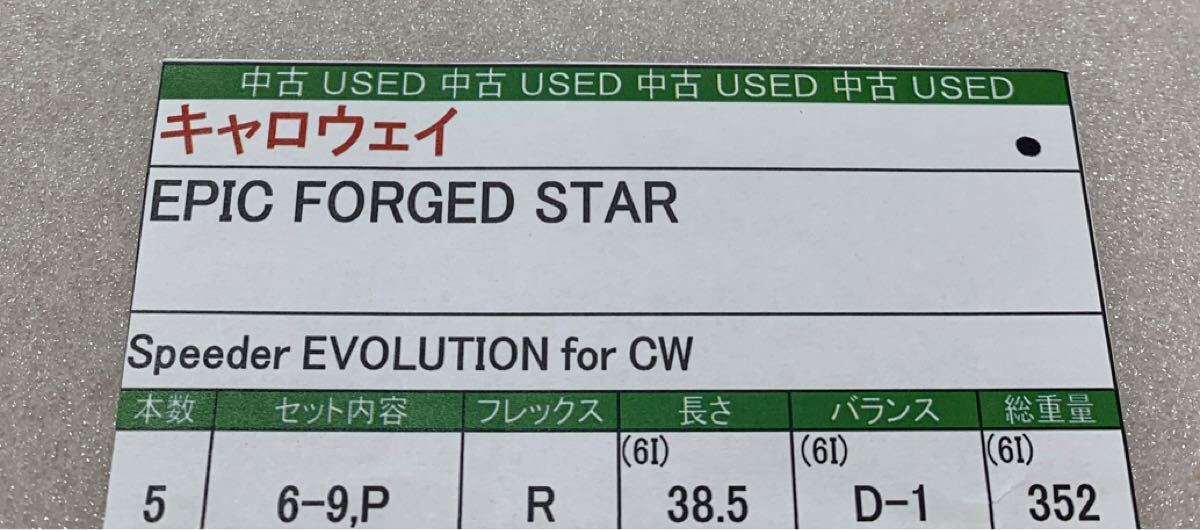 中古 USED 中古 USED 中古 USED 中古 USED
キャロウェイ ●
EPIC FORGED STAR
Speeder EVOLUTION for CW
本数 セット内容 フレックス 長さ バランス 総重量
(6I) (6I) (6I)
5 6-9,P R 38.5 D-1 352